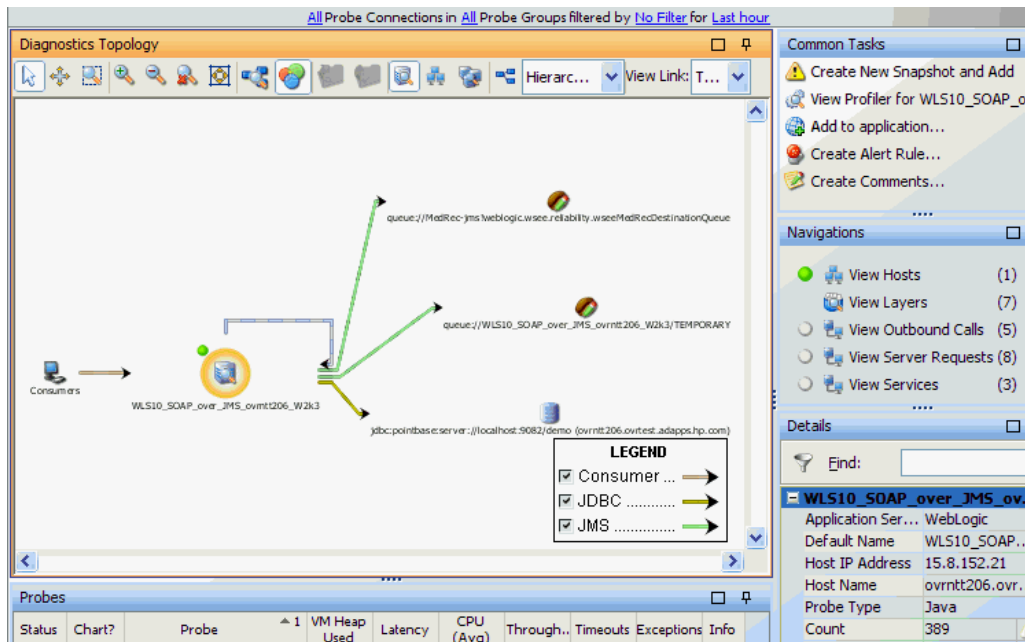 All Probe Connections in All Probe Groups filtered by No Filter for Last hour
Diagnostics Topology
Hierarc...
View Link:
T...
queue://MedRec-jms!weblogic.wsee.reliability.wseeMedRecDestinationQueue
queue://WLS10_SOAP_over_JMS_ovrntt206_W2k3/TEMPORARY
Consumers
WLS10_SOAP_over_JMS_ovrntt206_W2k3
jdbc:pointbase:server://localhost:9082/demo (ovrntt206.ovrtest.adapps.hp.com)
LEGEND
Consumer ...
JDBC ............
JMS ..............
Probes
Status Chart? Probe 1 VM Heap Used Latency CPU (Avg) Through.. Timeouts Exceptions Info
Common Tasks
Create New Snapshot and Add
View Profiler for WLS10_SOAP_o
Add to application...
Create Alert Rule...
Create Comments...
Navigations
View Hosts (1)
View Layers (7)
View Outbound Calls (5)
View Server Requests (8)
View Services (3)
Details
Find:
WLS10_SOAP_over_JMS_ov.
Application Ser... WebLogic
Default Name WLS10_SOAP..
Host IP Address 15.8.152.21
Host Name ovrntt206.ovr.
Probe Type Java
Count 389